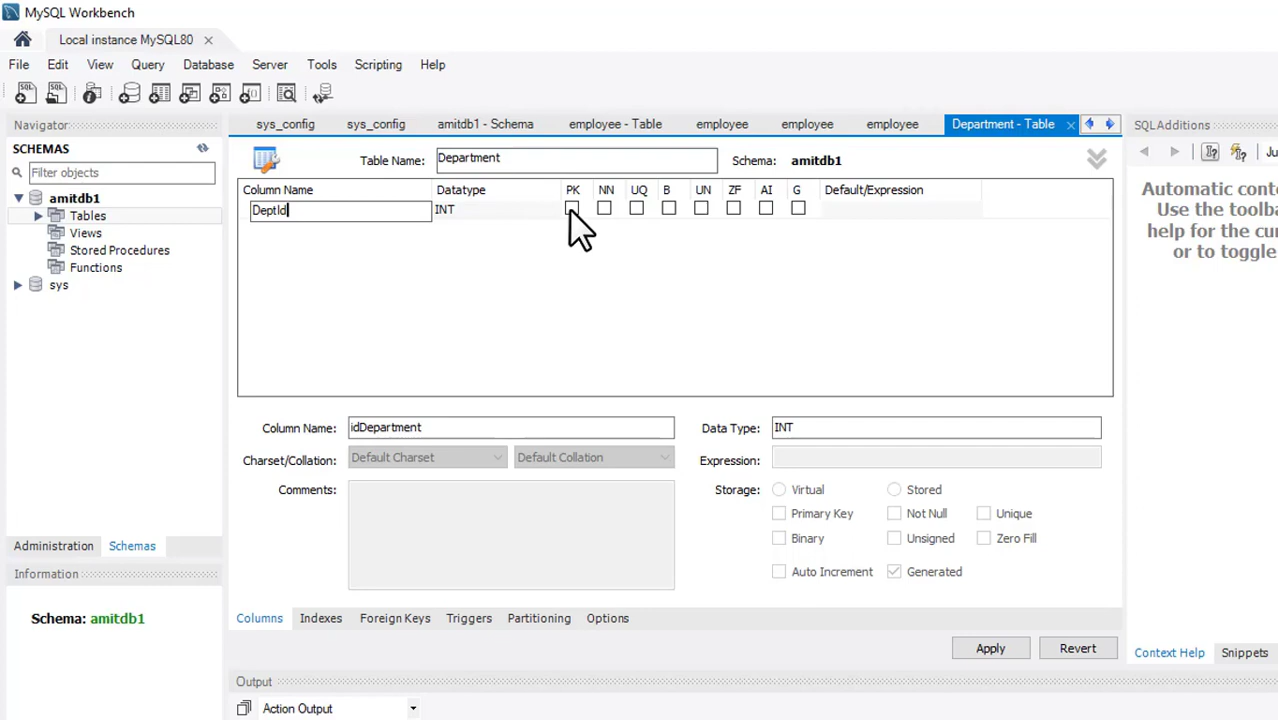 MySQL Workbench
Local instance MySQL80
File Edit View Query Database Server Tools Scripting Help
SQL SQL
Navigator
SCHEMAS
Filter objects
amitdb1
Tables
Views
Stored Procedures
Functions
sys
Administration Schemas
Information
Schema: amitdb1
sys_config sys_config amitdb1 - Schema employee - Table employee employee employee Department - Table
Table Name: Department Schema: amitdb1
Column Name Datatype PK NN UQ B UN ZF AI G Default/Expression
DeptId INT
Column Name: idDepartment Data Type: INT
Charset/Collation: Default Charset Default Collation Expression:
Comments: Storage: Virtual Stored
Primary Key Not Null Unique
Binary Unsigned Zero Fill
Auto Increment Generated
Columns Indexes Foreign Keys Triggers Partitioning Options
Apply Revert
Output
Action Output
SQLAdditions
Ju
Automatic conte
Use the toolba
help for the cur
or to toggle
Context Help Snippets